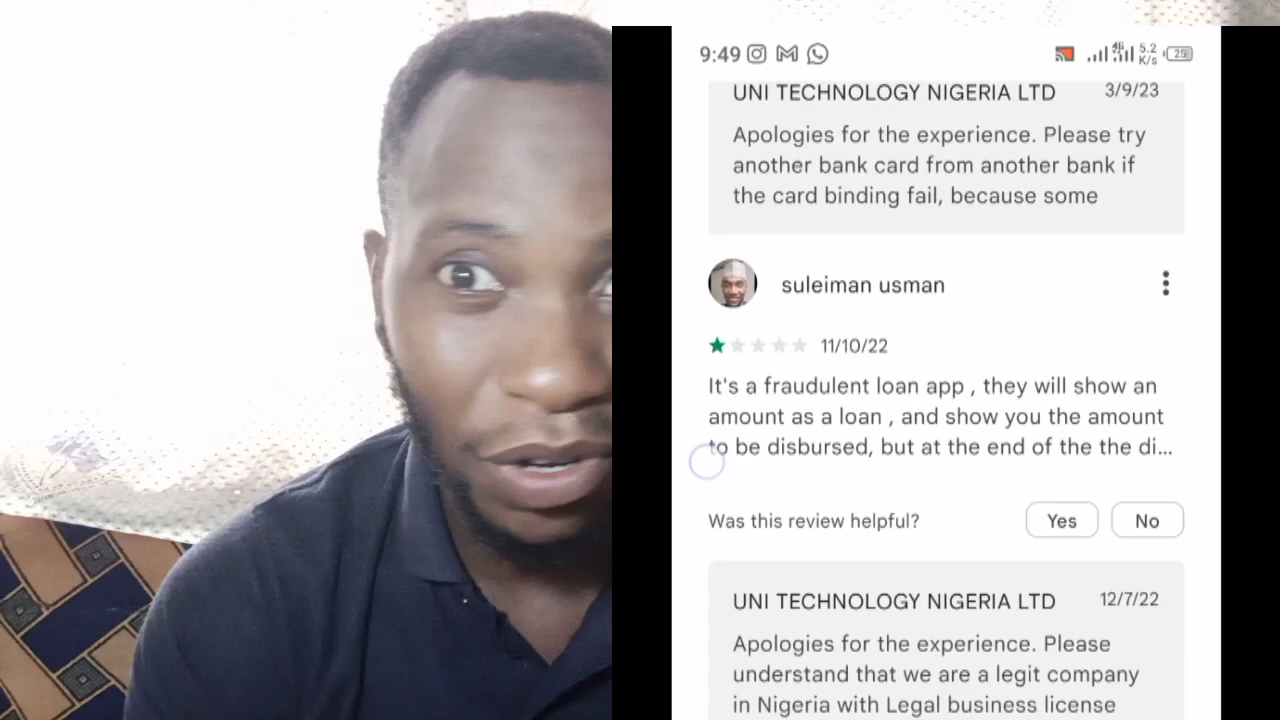 9:49
5.2
K/s
25
UNI TECHNOLOGY NIGERIA LTD 3/9/23
Apologies for the experience. Please try
another bank card from another bank if
the card binding fail, because some
suleiman usman
11/10/22
It's a fraudulent loan app , they will show an
amount as a loan , and show you the amount
to be disbursed, but at the end of the the di...
Was this review helpful? Yes No
UNI TECHNOLOGY NIGERIA LTD 12/7/22
Apologies for the experience. Please
understand that we are a legit company
in Nigeria with Legal business license